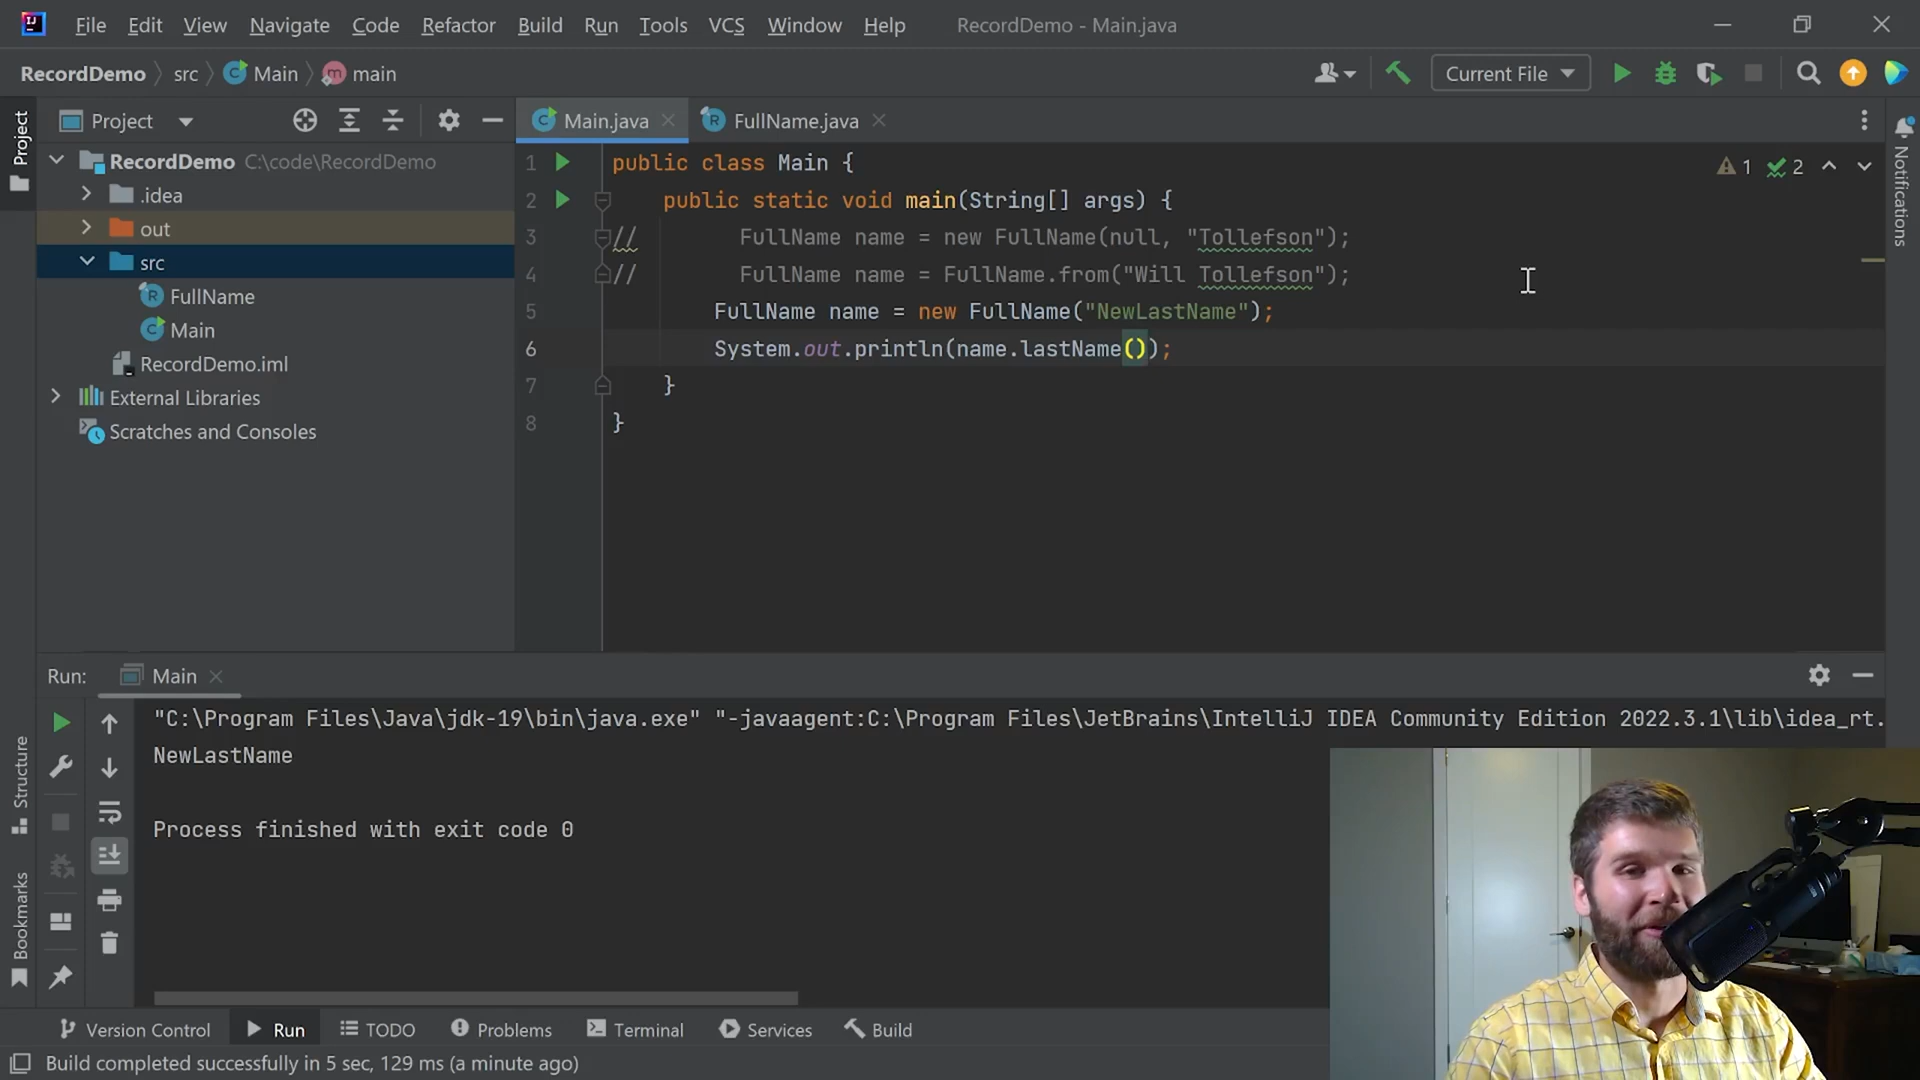 File Edit View Navigate Code Refactor Build Run Tools VCS Window Help RecordDemo - Main.java
RecordDemo src Main main Current File
Project
Project
RecordDemo C:\code\RecordDemo
.idea
out
src
FullName
Main
RecordDemo.iml
External Libraries
Scratches and Consoles
Main.java FullName.java
1 public class Main {
2 public static void main(String[] args) {
3 // FullName name = new FullName(null, "Tollefson");
4 // FullName name = FullName.from("Will Tollefson");
5 FullName name = new FullName("NewLastName");
6 System.out.println(name.lastName());
7 }
8 }
1 2
Notifications
Run: Main
"C:\Program Files\Java\jdk-19\bin\java.exe" "-javaagent:C:\Program Files\JetBrains\IntelliJ IDEA Community Edition 2022.3.1\lib\idea_rt.
NewLastName
Process finished with exit code 0
Structure
Bookmarks
Version Control Run TODO Problems Terminal Services Build
Build completed successfully in 5 sec, 129 ms (a minute ago)